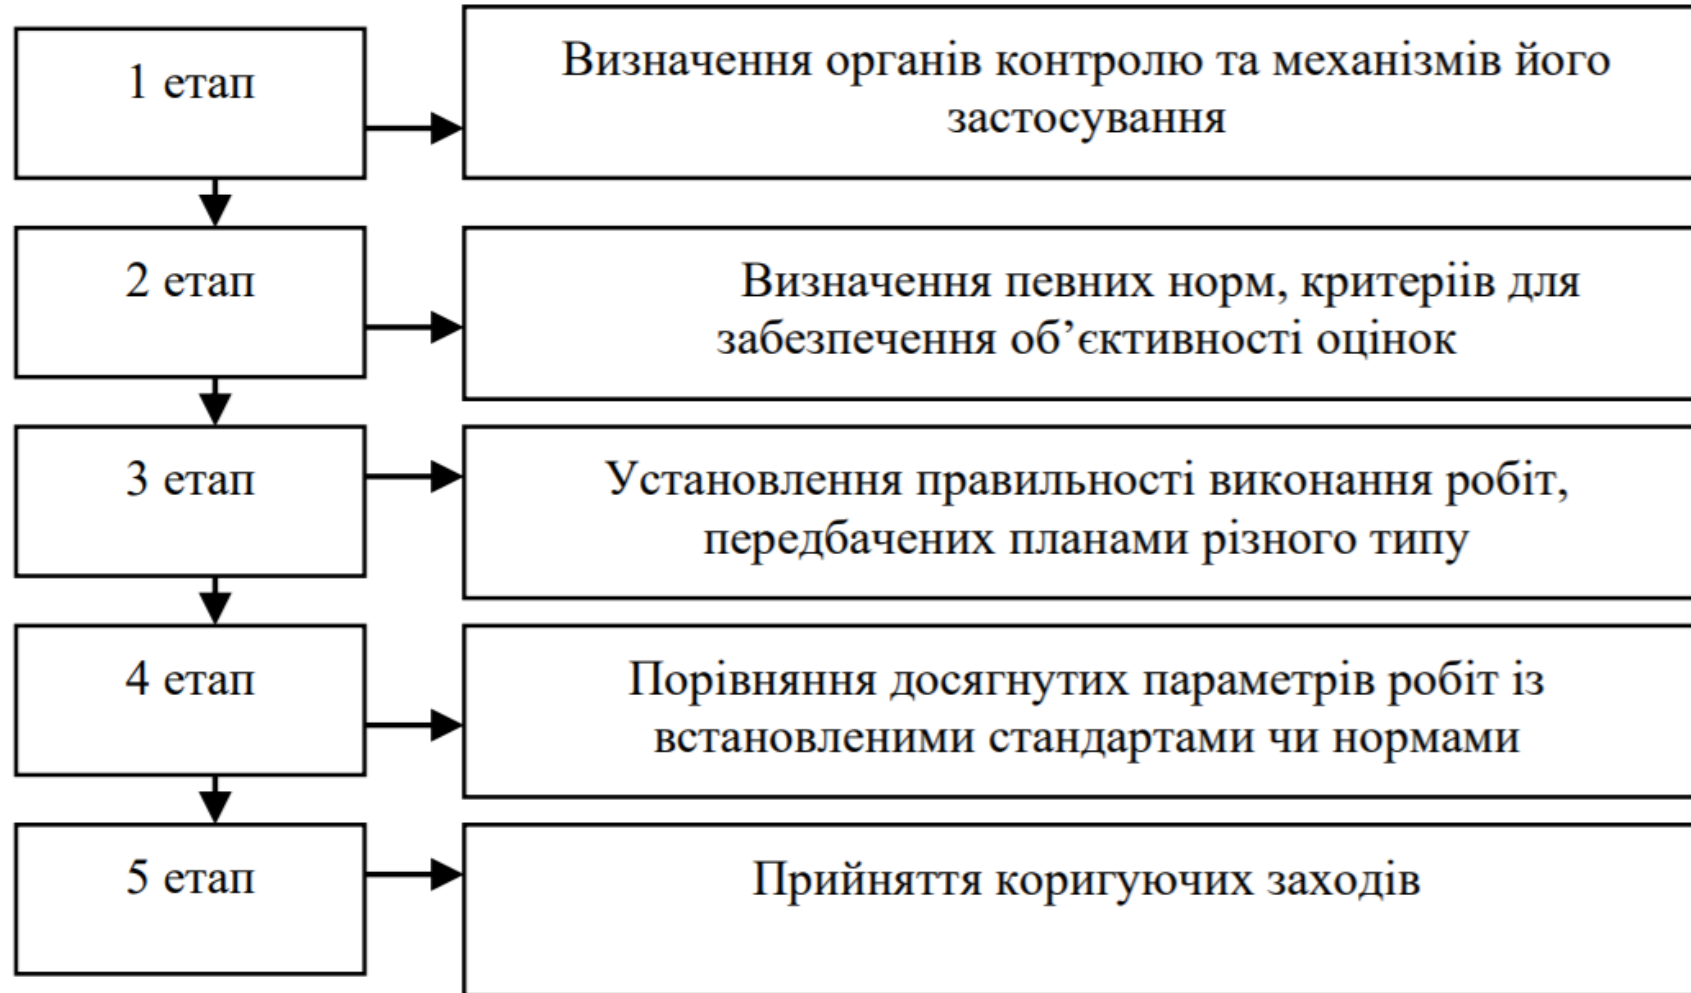 1 етап
Визначення органів контролю та механізмів його
застосування
2 етап
Визначення певних норм, критеріів для
забезпечення об’єктивності оцінок
3 етап
Установлення правильності виконання робіт,
передбачених планами різного типу
4 етап
Порівняння досягнутих параметрів робіт із
встановленими стандартами чи нормами
5 етап
Прийняття коригуючих заходів